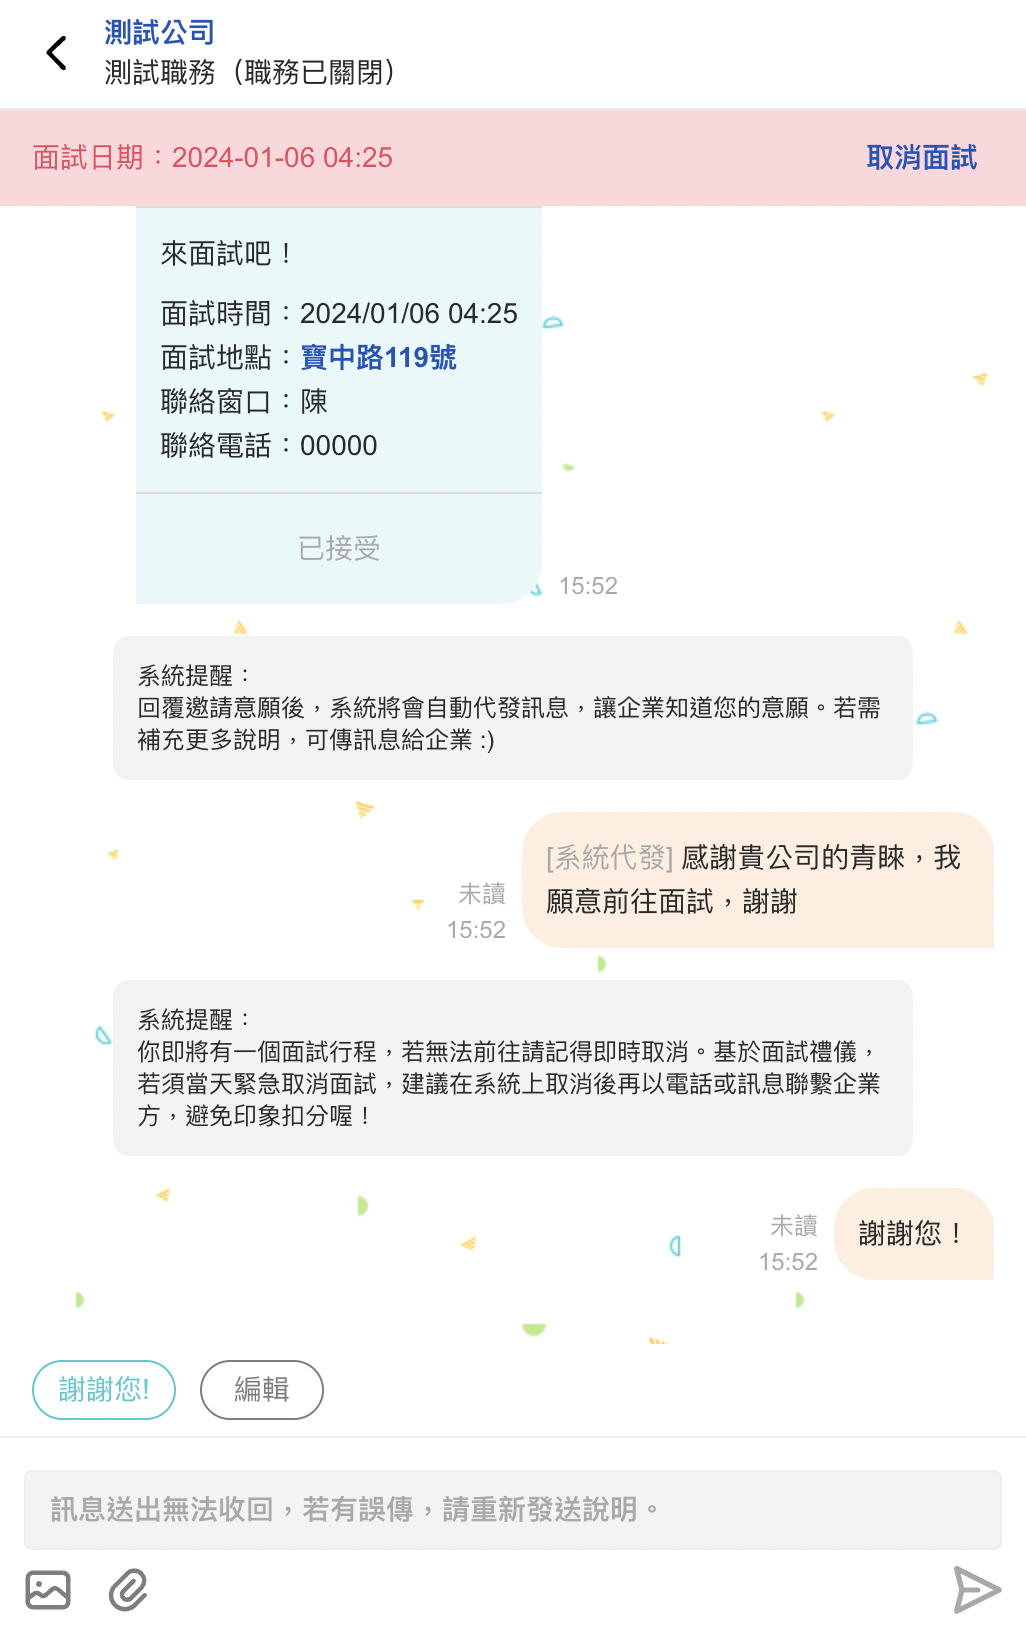 測試公司
測試職務（職務已關閉）
面試日期：2024-01-06 04:25
取消面試
來面試吧！
面試時間：2024/01/06 04:25
面試地點：寶中路119號
聯絡窗口：陳
聯絡電話：00000
已接受
15:52
系統提醒：
回覆邀請意願後，系統將會自動代發訊息，讓企業知道您的意願。若需
補充更多說明，可傳訊息給企業 :)
[系統代發] 感謝貴公司的青睞，我
願意前往面試，謝謝
未讀
15:52
系統提醒：
你即將有一個面試行程，若無法前往請記得即時取消。基於面試禮儀，
若須當天緊急取消面試，建議在系統上取消後再以電話或訊息聯繫企業
方，避免印象扣分喔！
謝謝您！
未讀
15:52
謝謝您!
編輯
訊息送出無法收回，若有誤傳，請重新發送說明。